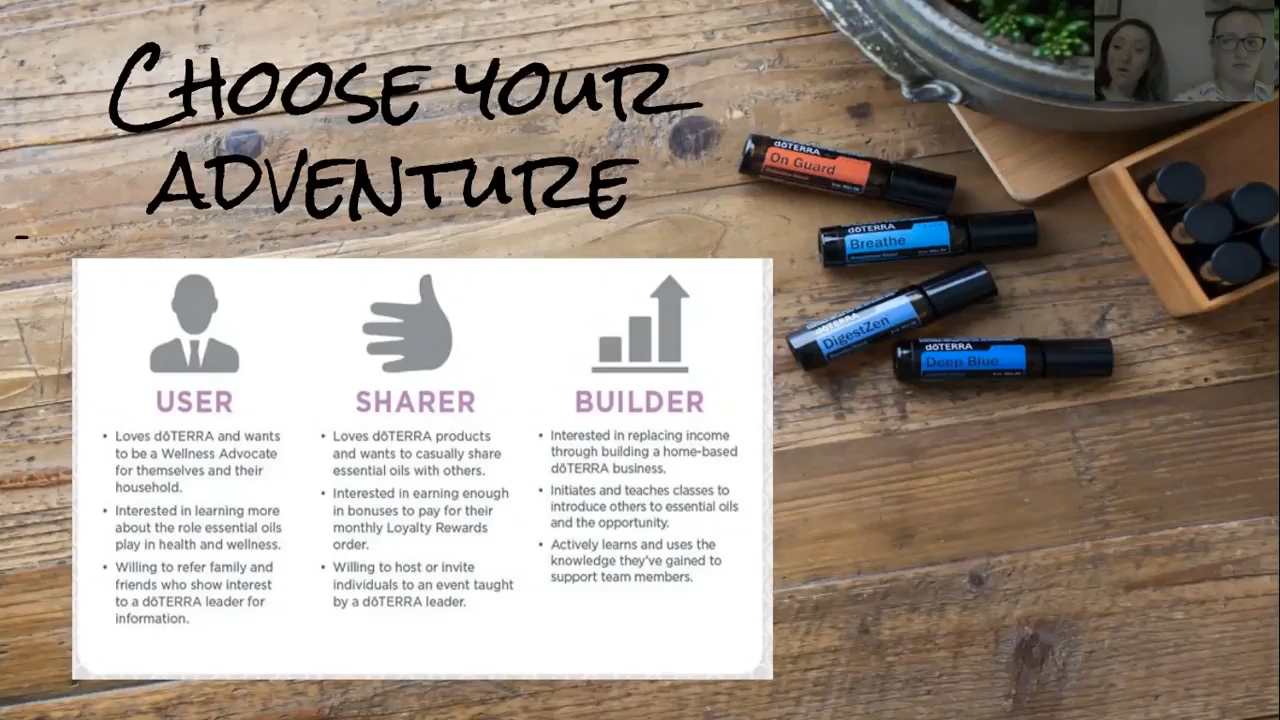 CHOOSE YOUR
ADVENTURE
-
dōTERRA
On Guard
dōTERRA
Breathe
dōTERRA
DigestZen
dōTERRA
Deep Blue
USER
• Loves dōTERRA and wants
to be a Wellness Advocate
for themselves and their
household.
• Interested in learning more
about the role essential oils
play in health and wellness.
• Willing to refer family and
friends who show interest
to a dōTERRA leader for
information.
SHARER
• Loves dōTERRA products
and wants to casually share
essential oils with others.
• Interested in earning enough
in bonuses to pay for their
monthly Loyalty Rewards
order.
• Willing to host or invite
individuals to an event taught
by a dōTERRA leader.
BUILDER
• Interested in replacing income
through building a home-based
dōTERRA business.
• Initiates and teaches classes to
introduce others to essential oils
and the opportunity.
• Actively learns and uses the
knowledge they've gained to
support team members.